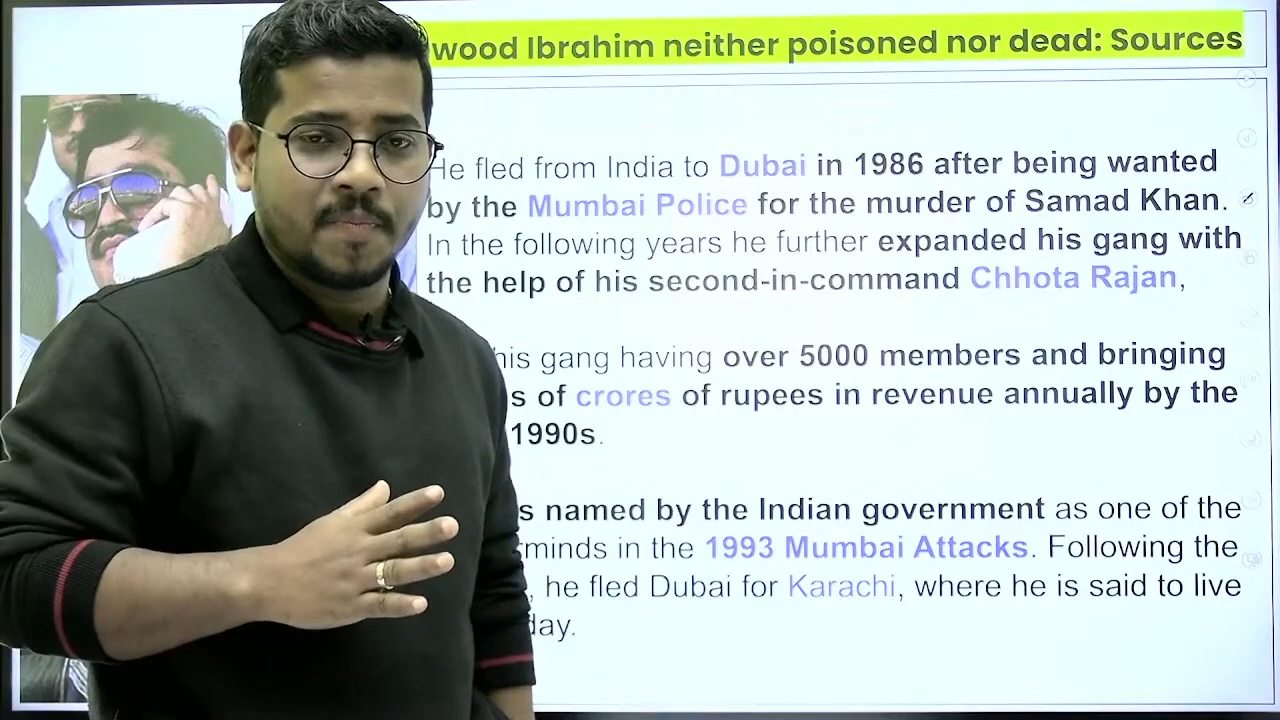 wood Ibrahim neither poisoned nor dead: Sources
He fled from India to Dubai in 1986 after being wanted
by the Mumbai Police for the murder of Samad Khan.
In the following years he further expanded his gang with
the help of his second-in-command Chhota Rajan,
his gang having over 5000 members and bringing
s of crores of rupees in revenue annually by the
1990s.
s named by the Indian government as one of the
rminds in the 1993 Mumbai Attacks. Following the
, he fled Dubai for Karachi, where he is said to live
day.